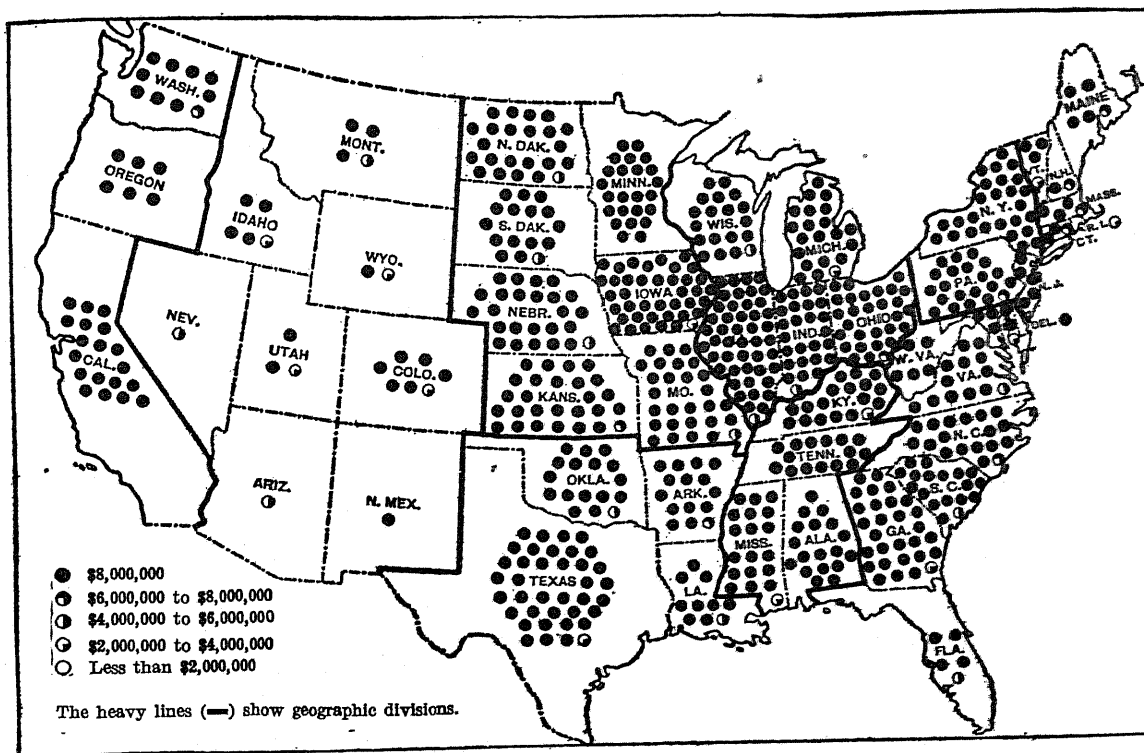 WASH.
OREGON
CAL.
NEV.
IDAHO
MONT.
WYO.
UTAH
COLO.
ARIZ.
N. MEX.
N. DAK.
S. DAK.
NEBR.
KANS.
OKLA.
TEXAS
MINN.
IOWA
MO.
ARK.
LA.
WIS.
MICH.
IND.
OHIO
KY.
TENN.
MISS.
ALA.
GA.
FLA.
S. C.
N. C.
VA.
W. VA.
PA.
N. Y.
MAINE
N.H.
MASS.
R. I.
CT.
DEL.
$8,000,000
$6,000,000 to $8,000,000
$4,000,000 to $6,000,000
$2,000,000 to $4,000,000
Less than $2,000,000
The heavy lines (—) show geographic divisions.